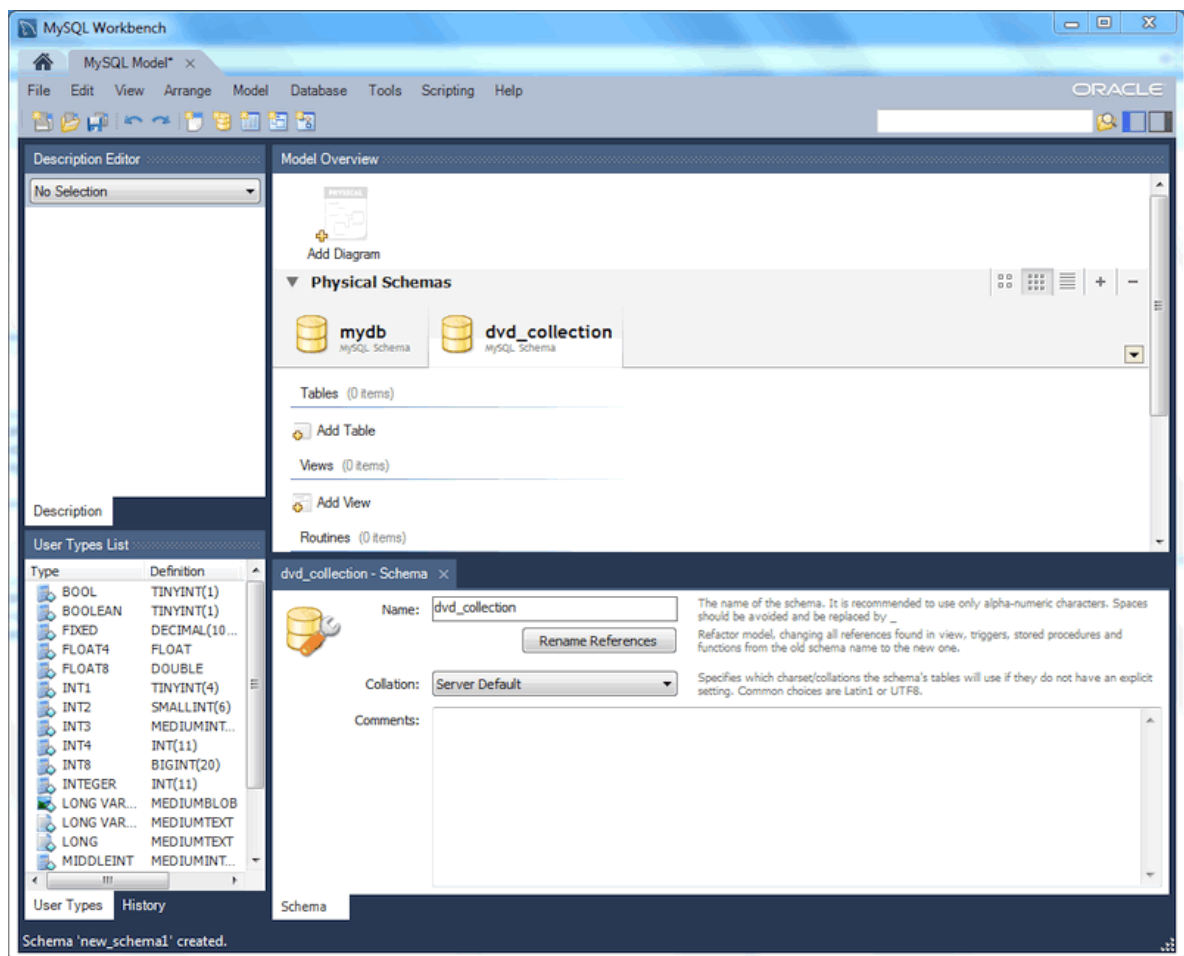 MySQL Workbench
MySQL Model*
File Edit View Arrange Model Database Tools Scripting Help
ORACLE
Description Editor
No Selection
Description
User Types List
Type Definition
BOOL TINYINT(1)
BOOLEAN TINYINT(1)
FIXED DECIMAL(10...
FLOAT4 FLOAT
FLOAT8 DOUBLE
INT1 TINYINT(4)
INT2 SMALLINT(6)
INT3 MEDIUMINT...
INT4 INT(11)
INT8 BIGINT(20)
INTEGER INT(11)
LONG VAR... MEDIUMBLOB
LONG VAR... MEDIUMTEXT
LONG MEDIUMTEXT
MIDDLEINT MEDIUMINT...
User Types History
Model Overview
PHYSICAL
Add Diagram
Physical Schemas
mydb
MySQL Schema
dvd_collection
MySQL Schema
Tables (0 items)
Add Table
Views (0 items)
Add View
Routines (0 items)
dvd_collection - Schema
Name: dvd_collection
The name of the schema. It is recommended to use only alpha-numeric characters. Spaces
should be avoided and be replaced by _
Rename References
Refactor model, changing all references found in view, triggers, stored procedures and
functions from the old schema name to the new one.
Collation: Server Default
Specifies which charset/collations the schema's tables will use if they do not have an explicit
setting. Common choices are Latin1 or UTF8.
Comments:
Schema
Schema 'new_schema1' created.